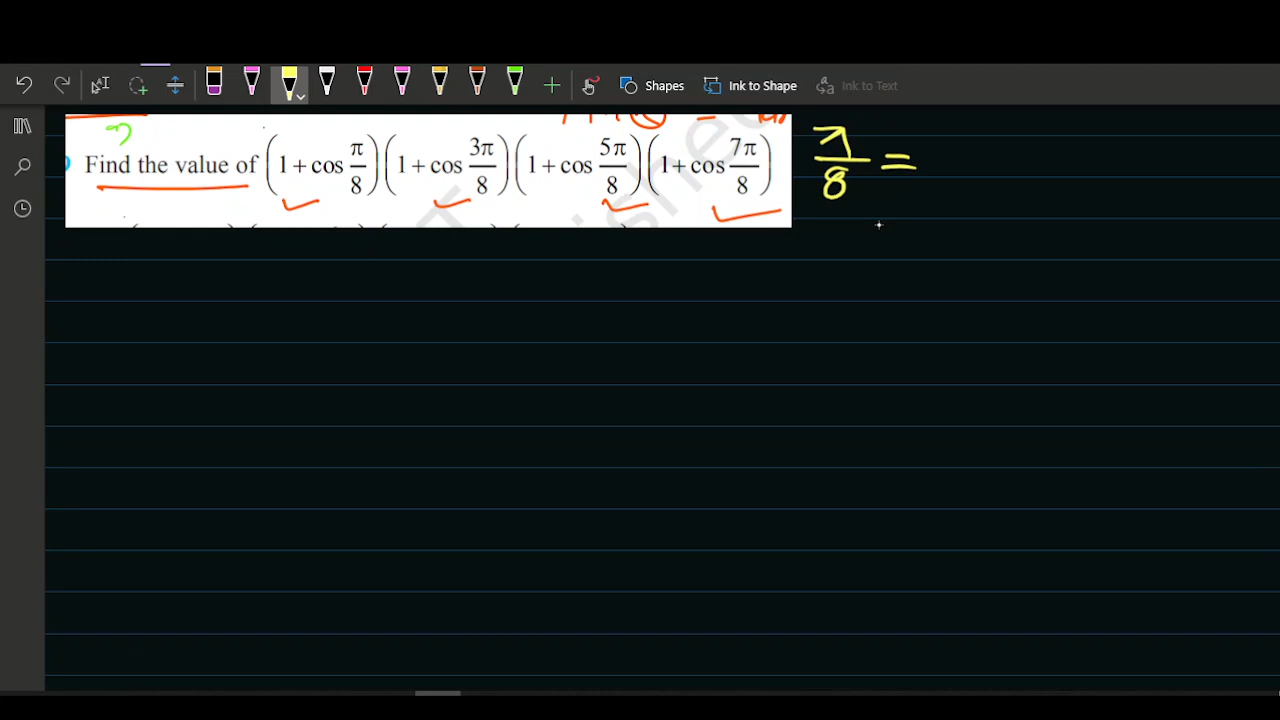 Shapes Ink to Shape Ink to Text
Find the value of (1 + cos π/8)(1 + cos 3π/8)(1 + cos 5π/8)(1 + cos 7π/8)
π/8 =